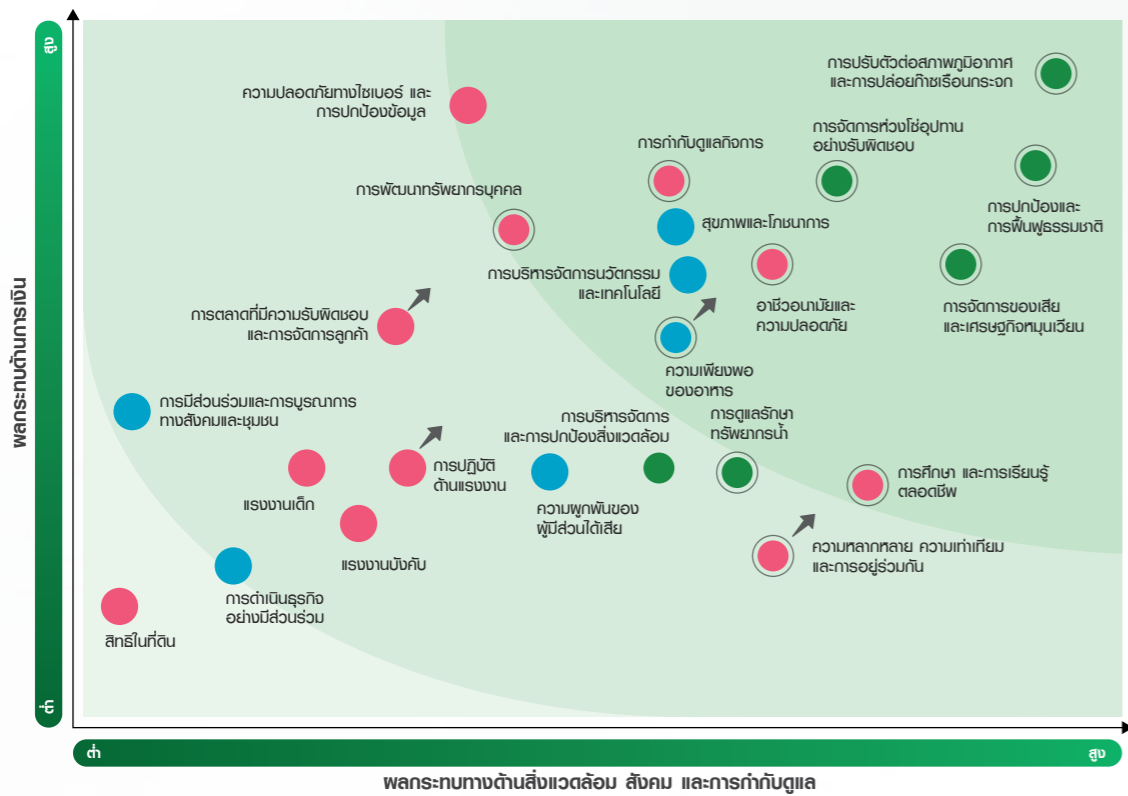 สูง
ผลกระทบด้านการเงิน
ต่ำ
การปรับตัวต่อสภาพภูมิอากาศ
และการปล่อยก๊าซเรือนกระจก
ความปลอดภัยทางไซเบอร์ และ
การปกป้องข้อมูล
การจัดการห่วงโซ่อุปทาน
อย่างรับผิดชอบ
การกำกับดูแลกิจการ
การพัฒนาทรัพยากรบุคคล
การปกป้องและ
การฟื้นฟูธรรมชาติ
สุขภาพและโภชนาการ
การบริหารจัดการนวัตกรรม
และเทคโนโลยี
อาชีวอนามัยและ
ความปลอดภัย
การจัดการของเสีย
และเศรษฐกิจหมุนเวียน
การตลาดที่มีความรับผิดชอบ
และการจัดการลูกค้า
ความเพียงพอ
ของอาหาร
การมีส่วนร่วมและการบูรณาการ
ทางสังคมและชุมชน
การบริหารจัดการ
และการปกป้องสิ่งแวดล้อม
การดูแลรักษา
ทรัพยากรน้ำ
การปฏิบัติ
ด้านแรงงาน
การศึกษา และการเรียนรู้
ตลอดชีพ
แรงงานเด็ก
ความผูกพันของ
ผู้มีส่วนได้เสีย
แรงงานบังคับ
ความหลากหลาย ความเท่าเทียม
และการอยู่ร่วมกัน
การดำเนินธุรกิจ
อย่างมีส่วนร่วม
สิทธิในที่ดิน
ต่ำ
สูง
ผลกระทบทางด้านสิ่งแวดล้อม สังคม และการกำกับดูแล